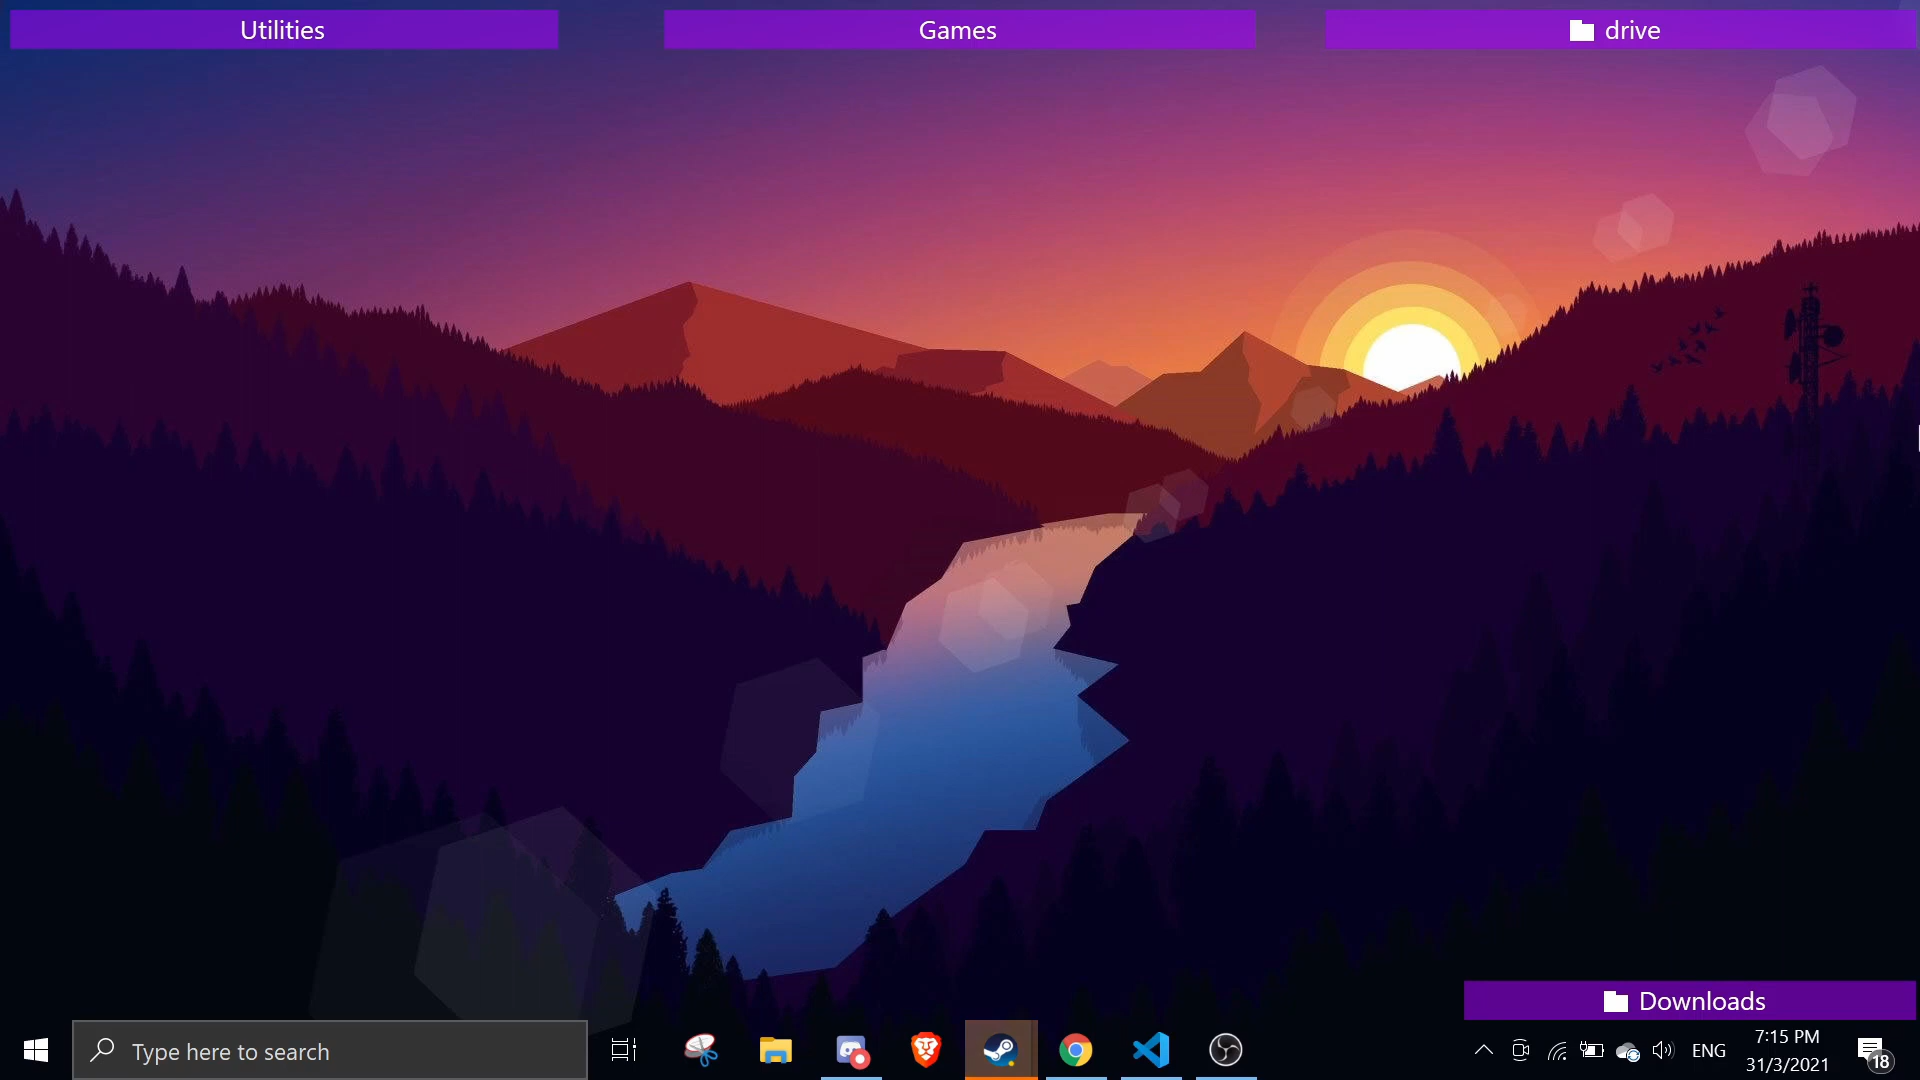 Utilities
Games
drive
Downloads
Type here to search
ENG
7:15 PM
31/3/2021
18